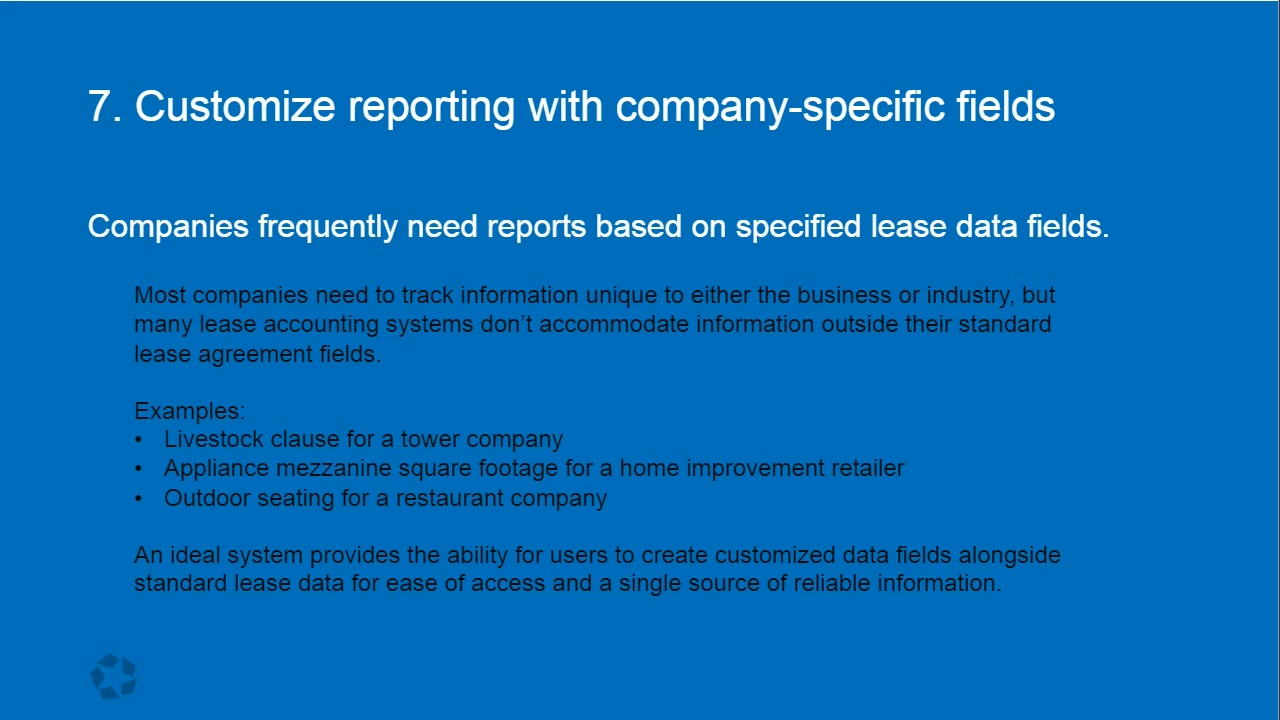 7. Customize reporting with company-specific fields
Companies frequently need reports based on specified lease data fields.
Most companies need to track information unique to either the business or industry, but
many lease accounting systems don’t accommodate information outside their standard
lease agreement fields.
Examples:
• Livestock clause for a tower company
• Appliance mezzanine square footage for a home improvement retailer
• Outdoor seating for a restaurant company
An ideal system provides the ability for users to create customized data fields alongside
standard lease data for ease of access and a single source of reliable information.